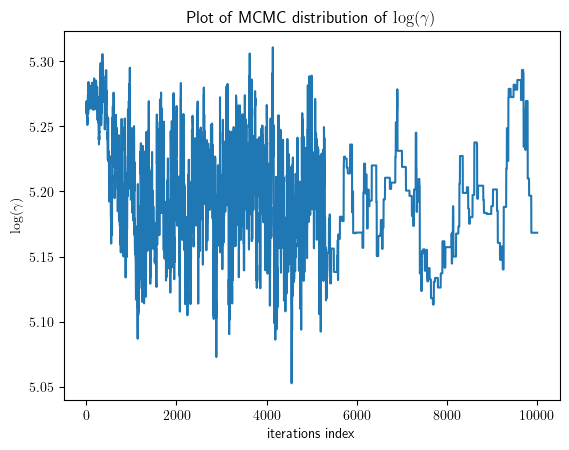 Plot of MCMC distribution of log(γ)
5.30
5.25
5.20
5.15
5.10
5.05
log(γ)
0 2000 4000 6000 8000 10000
iterations index